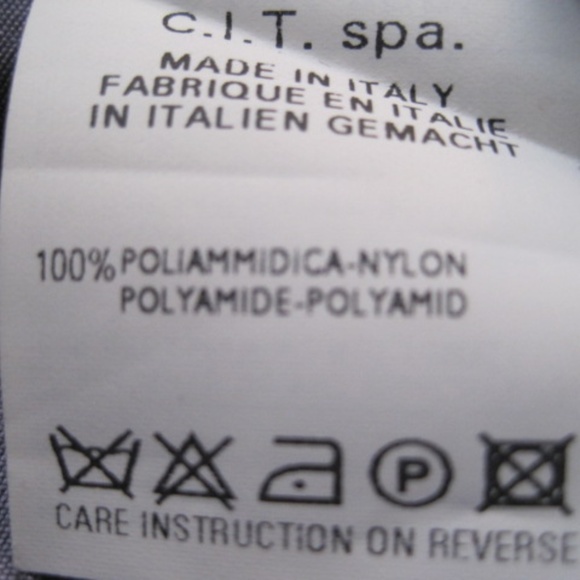 C.I.T. spa.
MADE IN ITALY
FABRIQUE EN ITALIE
IN ITALIEN GEMACHT
100% POLIAMMIDICA-NYLON
POLYAMIDE-POLYAMID
P
CARE INSTRUCTION ON REVERSE